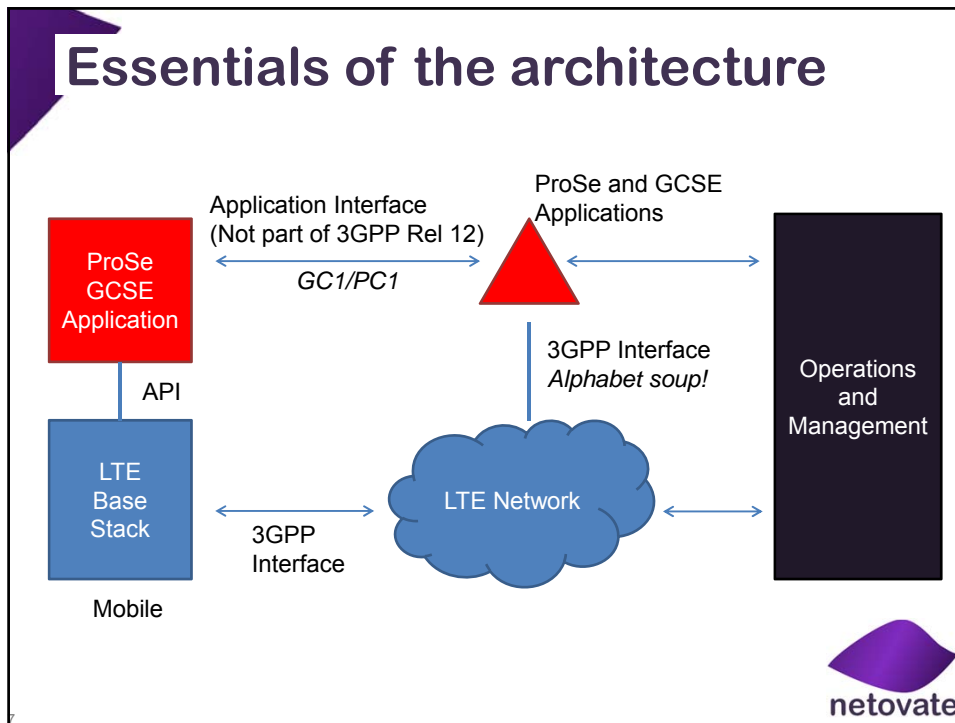 Essentials of the architecture
Application Interface
(Not part of 3GPP Rel 12)
GC1/PC1
ProSe and GCSE
Applications
ProSe
GCSE
Application
API
3GPP Interface
Alphabet soup!
Operations
and
Management
LTE
Base
Stack
3GPP
Interface
LTE Network
Mobile
netovate
7